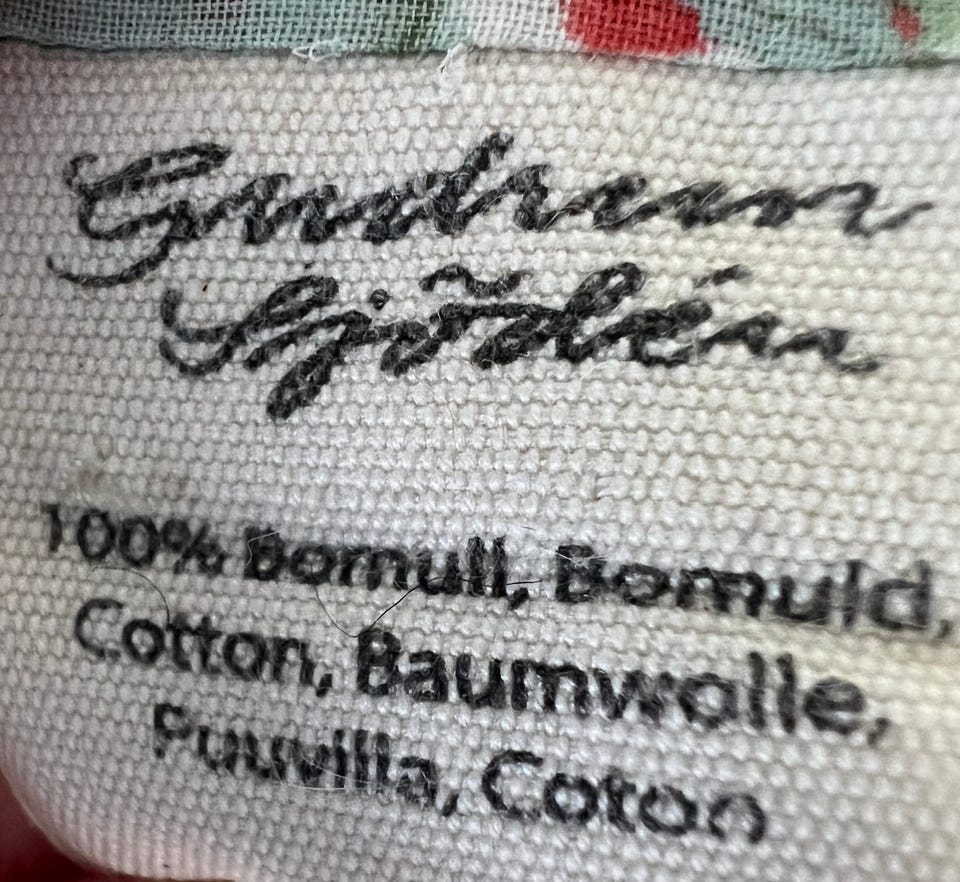 Gudrun
Sjödén
100% Bomull, Bomuld,
Cotton, Baumwolle,
Puuvilla, Coton